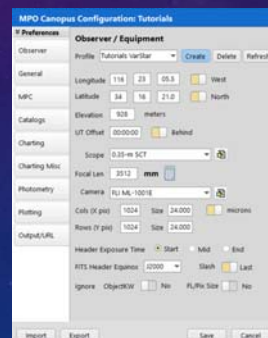 MPO Canopus Configuration: Tutorials
Preferences
Observer
General
MPC
Catalogs
Charting
Charting Misc
Photometry
Plotting
Output/URL
Observer / Equipment
Profile Tutorials VarStar Create Delete Refresh
Longitude 116 23 05.3 West
Latitude 34 16 21.0 North
Elevation 928 meters
UT Offset 00:00:00 Behind
Scope 0.35-m SCT
Focal Len 3512 mm
Camera FLI ML-1001E
Cols (X pix) 1024 Size 24.000 microns
Rows (Y pix) 1024 Size 24.000
Header Exposure Time Start Mid End
FITS Header Equinox J2000 Slash Last
Ignore ObjectKW No FL/Pix Size No
Import Export Save Cancel